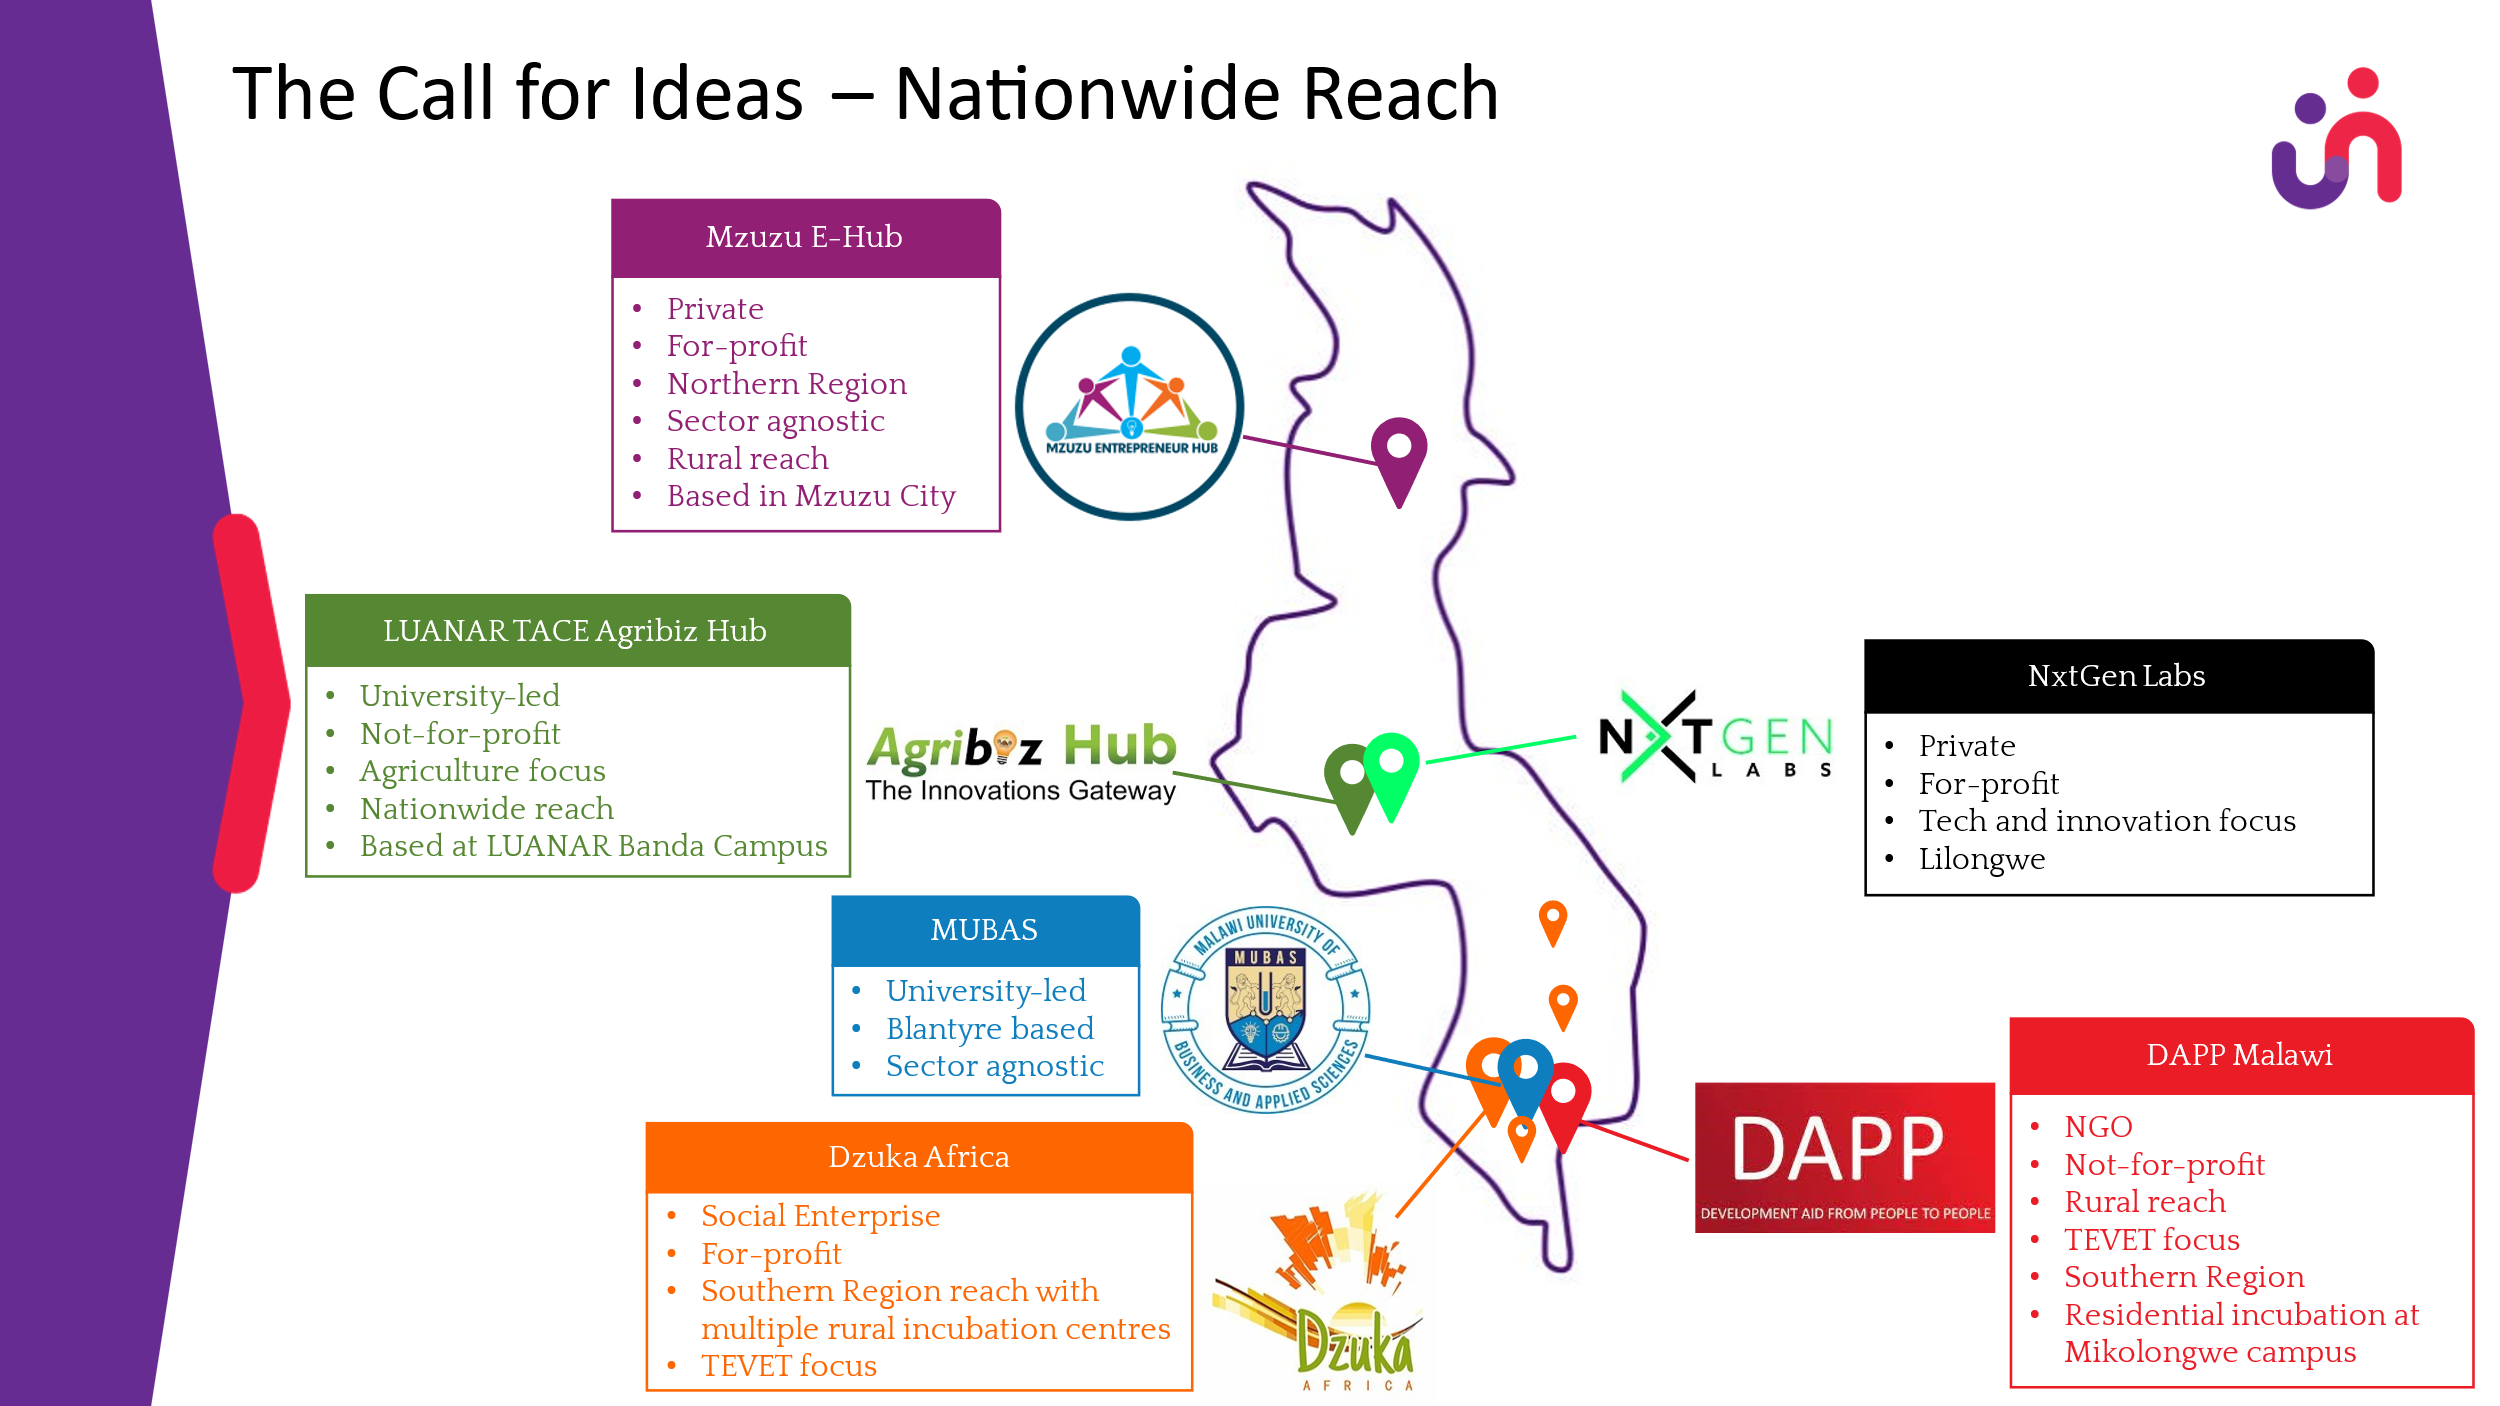 The Call for Ideas – Nationwide Reach
Mzuzu E-Hub
• Private
• For-profit
• Northern Region
• Sector agnostic
• Rural reach
• Based in Mzuzu City
MZUZU ENTREPRENEUR HUB
LUANAR TACE Agribiz Hub
• University-led
• Not-for-profit
• Agriculture focus
• Nationwide reach
• Based at LUANAR Banda Campus
Agribiz Hub
The Innovations Gateway
NXTGEN
LABS
NxtGen Labs
• Private
• For-profit
• Tech and innovation focus
• Lilongwe
MUBAS
• University-led
• Blantyre based
• Sector agnostic
MALAWI UNIVERSITY OF
MUBAS
BUSINESS AND APPLIED SCIENCES
Dzuka Africa
• Social Enterprise
• For-profit
• Southern Region reach with
multiple rural incubation centres
• TEVET focus
Dzuka
AFRICA
DAPP
DEVELOPMENT AID FROM PEOPLE TO PEOPLE
DAPP Malawi
• NGO
• Not-for-profit
• Rural reach
• TEVET focus
• Southern Region
• Residential incubation at
Mikolongwe campus